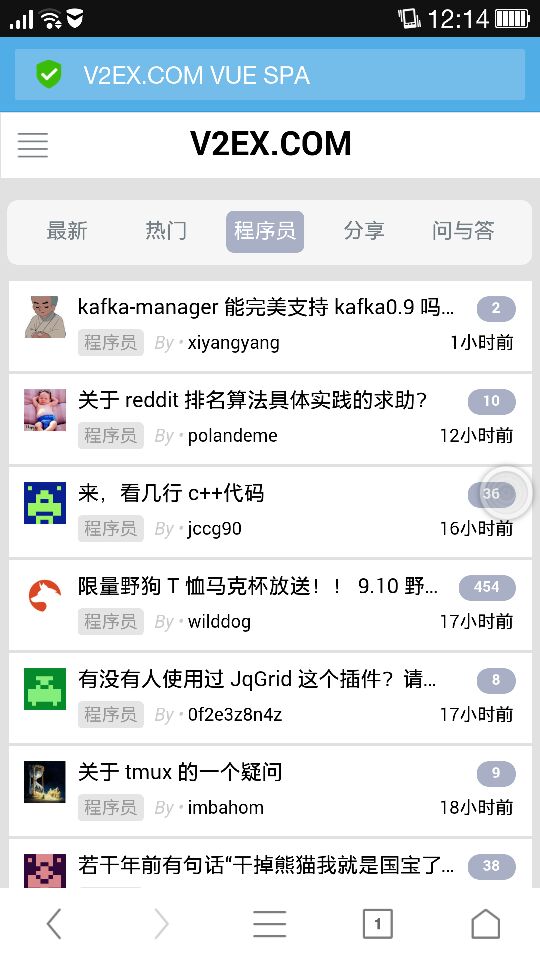 12:14
V2EX.COM VUE SPA
V2EX.COM
最新 热门 程序员 分享 问与答
kafka-manager 能完美支持 kafka0.9 吗... 2
程序员 By • xiyangyang 1小时前
关于 reddit 排名算法具体实践的求助? 10
程序员 By • polandeme 12小时前
来，看几行 c++代码 36
程序员 By • jccg90 16小时前
限量野狗 T 恤马克杯放送！！ 9.10 野... 454
程序员 By • wilddog 17小时前
有没有人使用过 JqGrid 这个插件？请... 8
程序员 By • 0f2e3z8n4z 17小时前
关于 tmux 的一个疑问 9
程序员 By • imbahom 18小时前
若干年前有句话“干掉熊猫我就是国宝了... 38
1